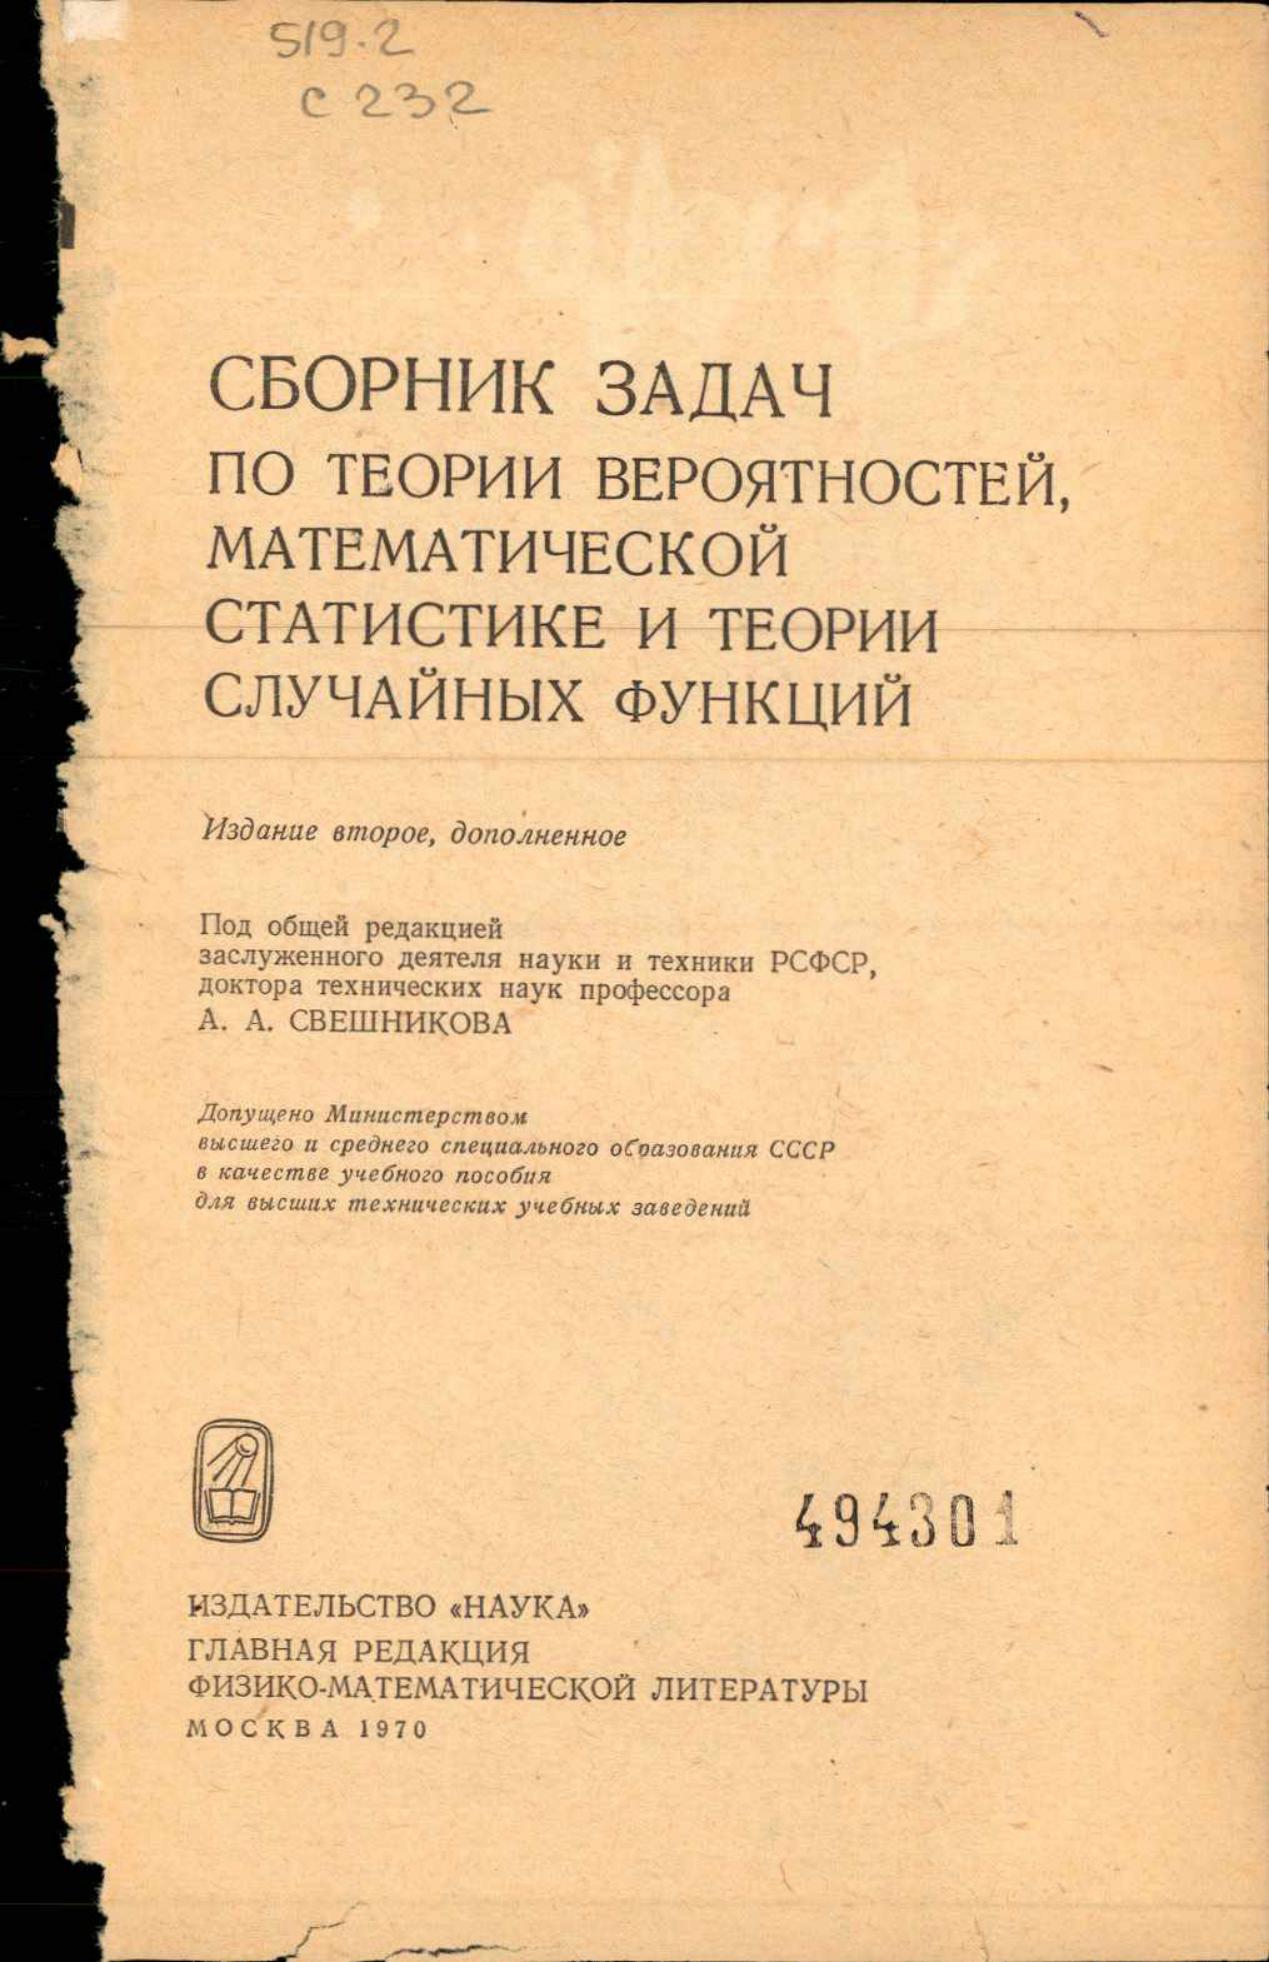 519.2
С 232
СБОРНИК ЗАДАЧ
ПО ТЕОРИИ ВЕРОЯТНОСТЕЙ,
МАТЕМАТИЧЕСКОЙ
СТАТИСТИКЕ И ТЕОРИИ
СЛУЧАЙНЫХ ФУНКЦИЙ
Издание второе, дополненное
Под общей редакцией
заслуженного деятеля науки и техники РСФСР,
доктора технических наук профессора
А. А. СВЕШНИКОВА
Допущено Министерством
высшего и среднего специального образования СССР
в качестве учебного пособия
для высших технических учебных заведений
494301
ИЗДАТЕЛЬСТВО «НАУКА»
ГЛАВНАЯ РЕДАКЦИЯ
ФИЗИКО-МАТЕМАТИЧЕСКОЙ ЛИТЕРАТУРЫ
МОСКВА 1970